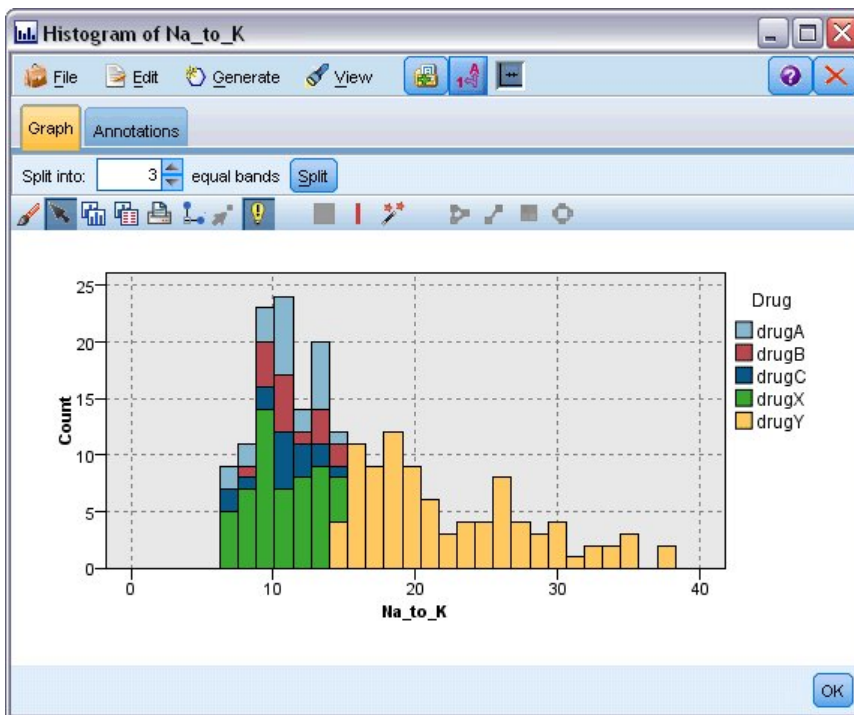 Histogram of Na_to_K
File Edit Generate View
Graph Annotations
Split into: 3 equal bands Split
25
20
15
10
5
0
Count
0 10 20 30 40
Na_to_K
Drug
drugA
drugB
drugC
drugX
drugY
OK